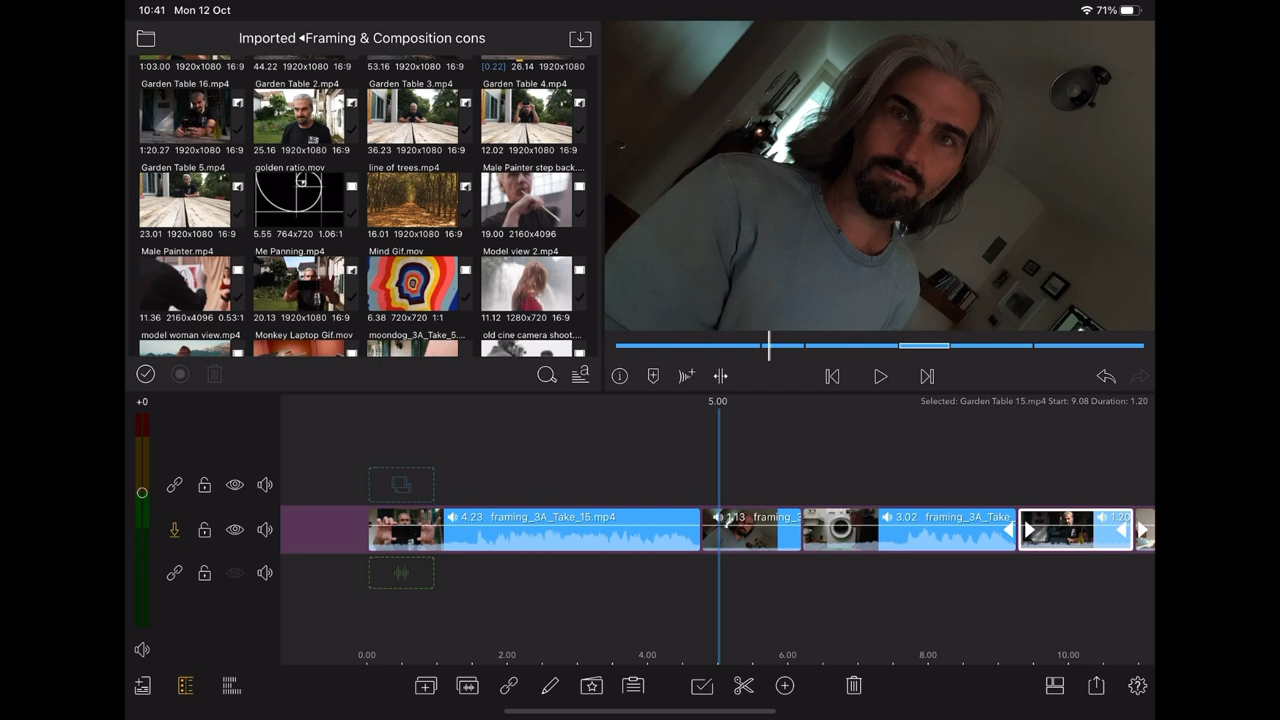 10:41 Mon 12 Oct
71%
Imported ◂Framing & Composition cons
1:03.00 1920x1080 16:9
44.22 1920x1080 16:9
53.16 1920x1080 16:9
[0.22] 26.14 1920x1080
Garden Table 16.mp4
Garden Table 2.mp4
Garden Table 3.mp4
Garden Table 4.mp4
1:20.27 1920x1080 16:9
25.16 1920x1080 16:9
36.23 1920x1080 16:9
12.02 1920x1080 16:9
Garden Table 5.mp4
golden ratio.mov
line of trees.mp4
Male Painter step back....
23.01 1920x1080 16:9
5.55 764x720 1.06:1
16.01 1920x1080 16:9
19.00 2160x4096
Male Painter.mp4
Me Panning.mp4
Mind Gif.mov
Model view 2.mp4
11.36 2160x4096 0.53:1
20.13 1920x1080 16:9
6.38 720x720 1:1
11.12 1280x720 16:9
model woman view.mp4
Monkey Laptop Gif.mov
moondog_3A_Take_5....
old cine camera shoot....
+0
5.00
Selected: Garden Table 15.mp4 Start: 9.08 Duration: 1.20
4.23 framing_3A_Take_15.mp4
1.13 framing_3
3.02 framing_3A_Take_
1.20
0.00 2.00 4.00 6.00 8.00 10.00